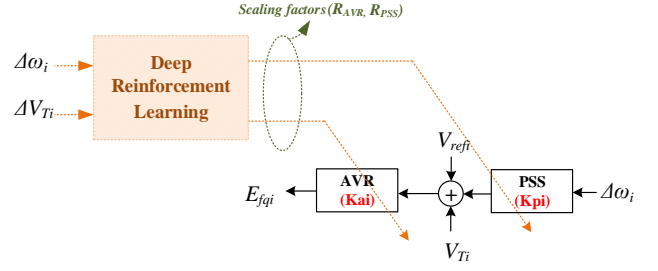 Scaling factors (R_AVR, R_PSS)
Δω_i
ΔV_Ti
Deep
Reinforcement
Learning
V_refi
E_fqi
AVR
(Kai)
+
PSS
(Kpi)
Δω_i
V_Ti